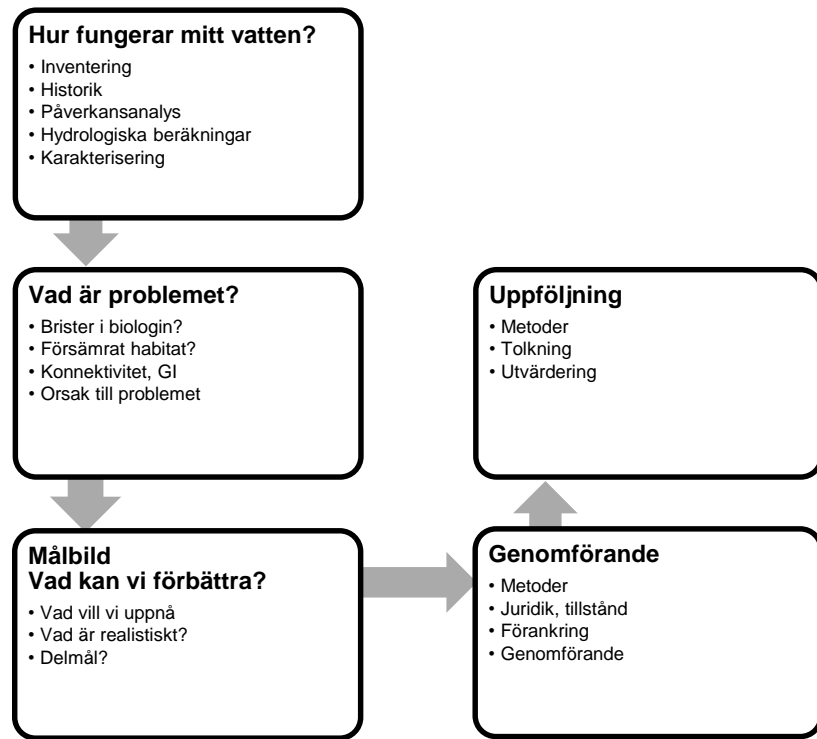 Hur fungerar mitt vatten?
• Inventering
• Historik
• Påverkansanalys
• Hydrologiska beräkningar
• Karakterisering
Vad är problemet?
• Brister i biologin?
• Försämrat habitat?
• Konnektivitet, GI
• Orsak till problemet
Målbild
Vad kan vi förbättra?
• Vad vill vi uppnå
• Vad är realistiskt?
• Delmål?
Genomförande
• Metoder
• Juridik, tillstånd
• Förankring
• Genomförande
Uppföljning
• Metoder
• Tolkning
• Utvärdering